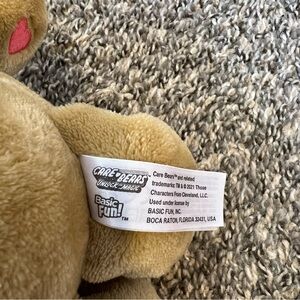 CARE BEARS
UNLOCK THE MAGIC
Basic
Fun!™
Care Bears™ and related
trademarks TM & © 2021 Those
Characters From Cleveland, LLC.
Used under license by
BASIC FUN, INC.
BOCA RATON, FLORIDA 33431, USA